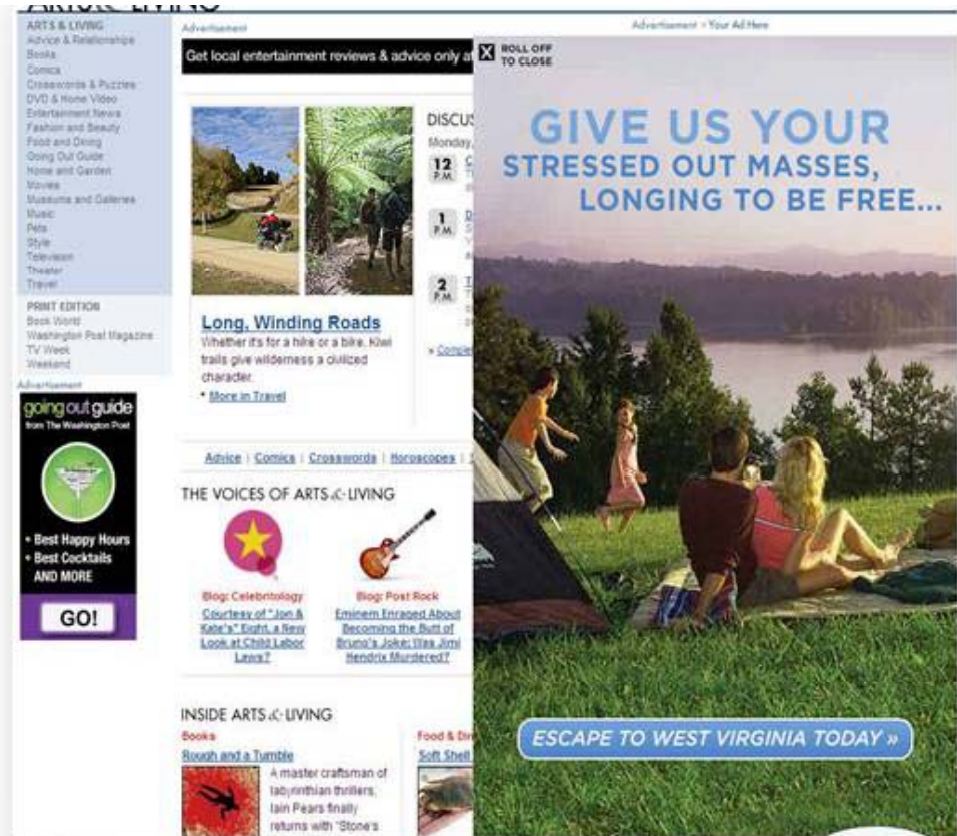 ARTS & LIVING
ARTS & LIVING
Advice & Relationships
Books
Comics
Crosswords & Puzzles
DVD & Home Video
Entertainment News
Fashion and Beauty
Food and Dining
Going Out Guide
Home and Garden
Movies
Museums and Galleries
Music
Pets
Style
Television
Theater
Travel
PRINT EDITION
Book World
Washington Post Magazine
TV Week
Weekend
Advertisement
going out guide
from The Washington Post
• Best Happy Hours
• Best Cocktails
AND MORE
GO!
Advertisement
Get local entertainment reviews & advice only at
Long, Winding Roads
Whether it's for a hike or a bike, Kiwi
trails give wilderness a civilized
character.
• More in Travel
DISCUS
Monday,
12
P.M.
1
P.M.
2
P.M.
» Comple
Advice | Comics | Crosswords | Horoscopes |
THE VOICES OF ARTS & LIVING
Blog: Celebritology
Courtesy of "Jon &
Kate's" Eight, a New
Look at Child Labor
Laws?
Blog: Post Rock
Eminem Enraged About
Becoming the Butt of
Bruno's Joke; Was Jimi
Hendrix Murdered?
INSIDE ARTS & LIVING
Books
Rough and a Tumble
A master craftsman of
labyrinthian thrillers,
Iain Pears finally
returns with "Stone's
Food & Din
Soft Shell
Advertisement » Your Ad Here
X ROLL OFF
TO CLOSE
GIVE US YOUR
STRESSED OUT MASSES,
LONGING TO BE FREE...
ESCAPE TO WEST VIRGINIA TODAY »